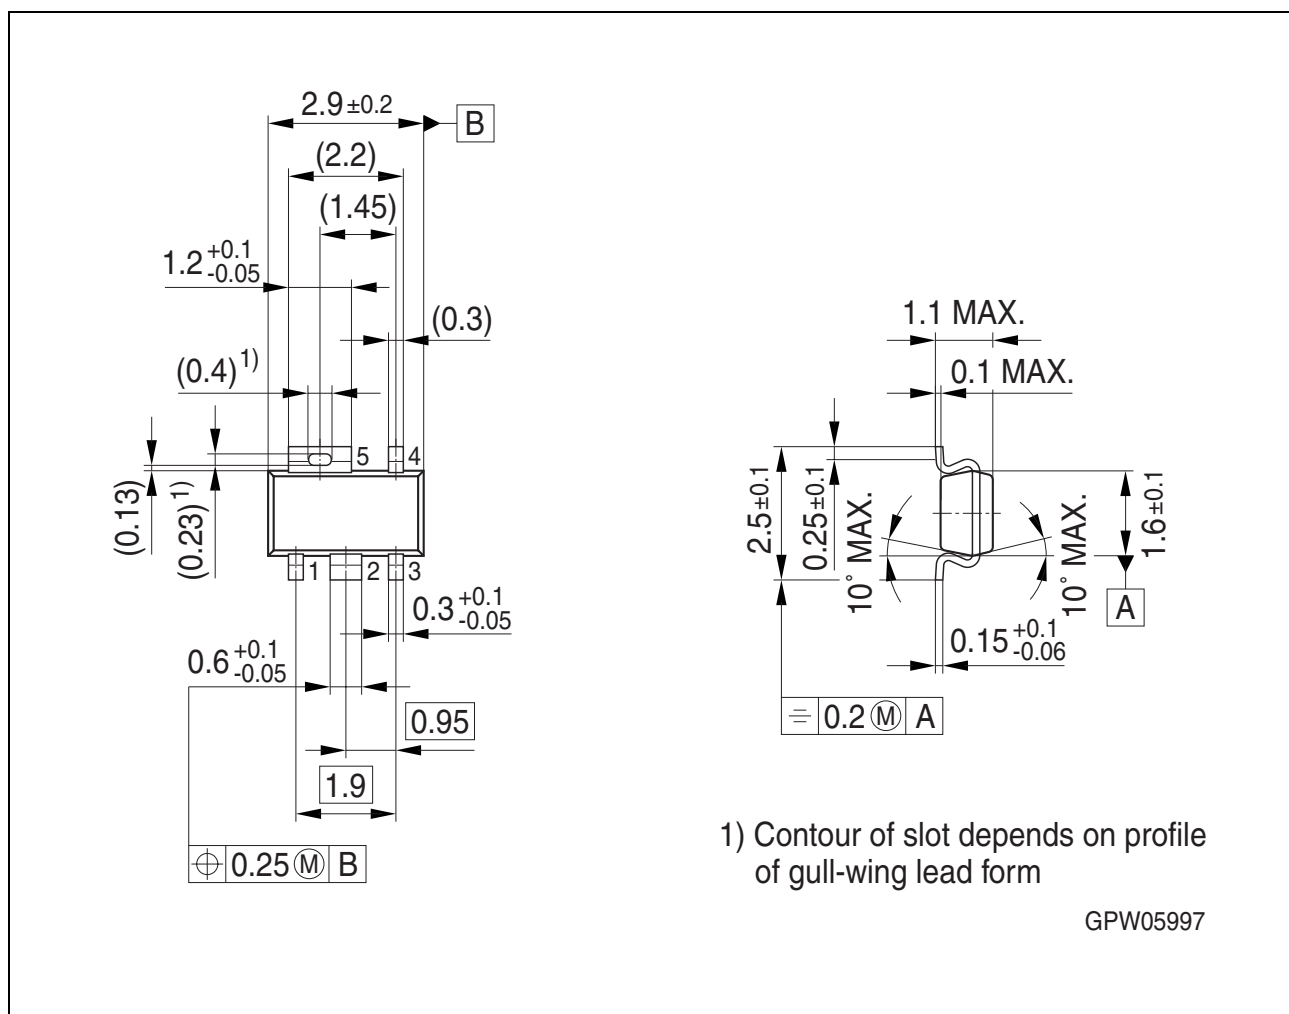 2.9 ±0.2
B
(2.2)
(1.45)
1.2 +0.1 -0.05
(0.3)
(0.4) 1)
5
4
(0.13)
(0.23) 1)
1
2
3
0.3 +0.1 -0.05
0.6 +0.1 -0.05
0.95
1.9
0.25 M B
1.1 MAX.
0.1 MAX.
2.5±0.1
0.25±0.1
10° MAX.
10° MAX.
1.6±0.1
A
0.15 +0.1 -0.06
0.2 M A
1) Contour of slot depends on profile
of gull-wing lead form
GPW05997